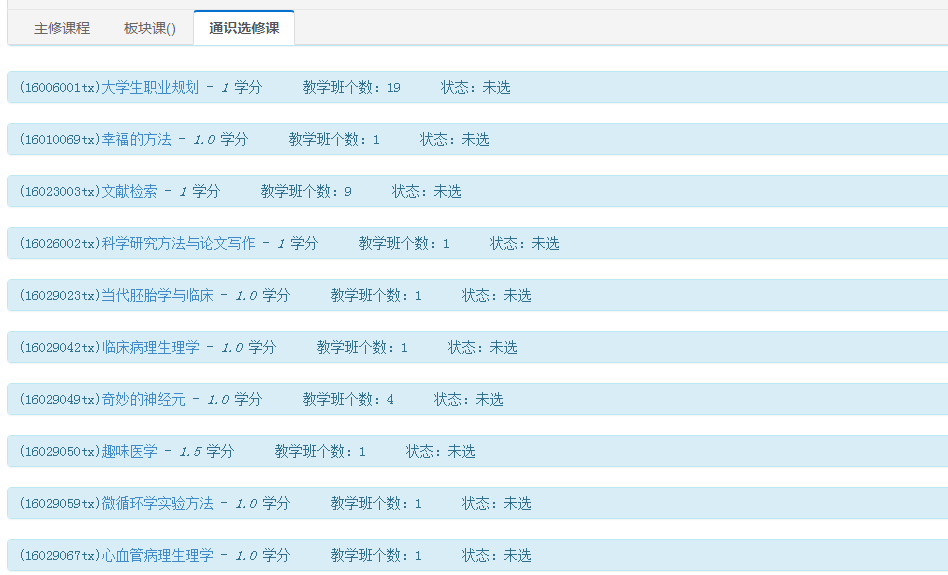 主修课程 板块课() 通识选修课
(16006001tx)大学生职业规划 - 1 学分 教学班个数：19 状态：未选
(16010069tx)幸福的方法 - 1.0 学分 教学班个数：1 状态：未选
(16023003tx)文献检索 - 1 学分 教学班个数：9 状态：未选
(16026002tx)科学研究方法与论文写作 - 1 学分 教学班个数：1 状态：未选
(16029023tx)当代胚胎学与临床 - 1.0 学分 教学班个数：1 状态：未选
(16029042tx)临床病理生理学 - 1.0 学分 教学班个数：1 状态：未选
(16029049tx)奇妙的神经元 - 1.0 学分 教学班个数：4 状态：未选
(16029050tx)趣味医学 - 1.5 学分 教学班个数：1 状态：未选
(16029059tx)微循环学实验方法 - 1.0 学分 教学班个数：1 状态：未选
(16029067tx)心血管病理生理学 - 1.0 学分 教学班个数：1 状态：未选